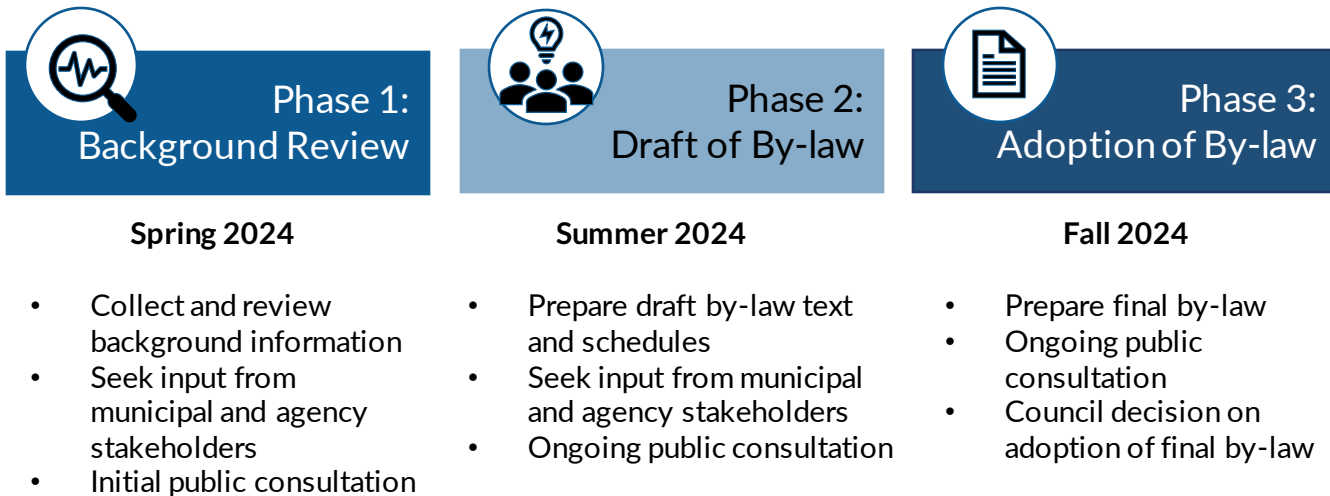 Phase 1:
Background Review
Spring 2024
• Collect and review
background information
• Seek input from
municipal and agency
stakeholders
• Initial public consultation
Phase 2:
Draft of By-law
Summer 2024
• Prepare draft by-law text
and schedules
• Seek input from municipal
and agency stakeholders
• Ongoing public consultation
Phase 3:
Adoption of By-law
Fall 2024
• Prepare final by-law
• Ongoing public
consultation
• Council decision on
adoption of final by-law